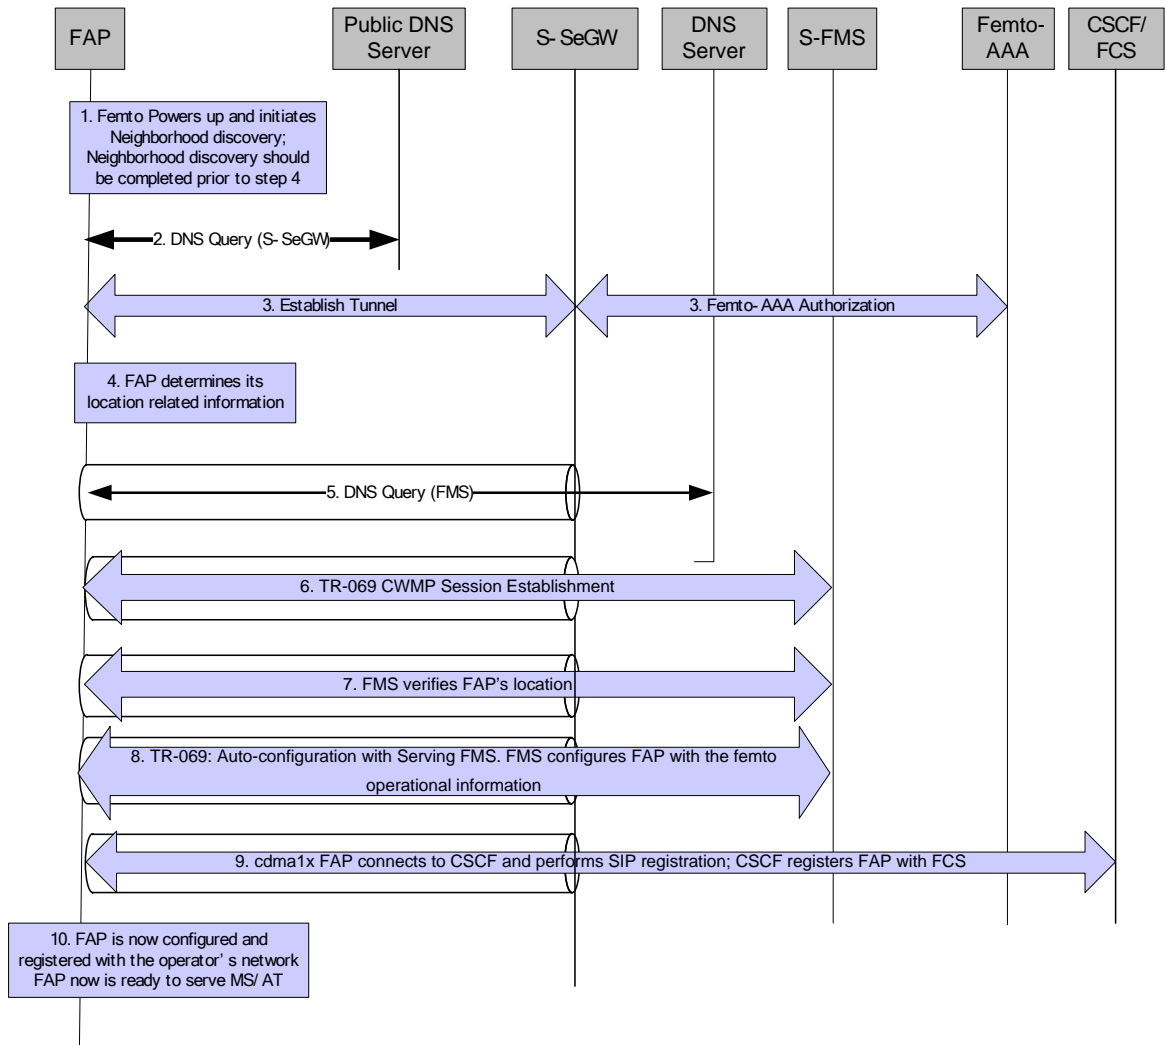 FAP
Public DNS
Server
S- SeGW
DNS
Server
S-FMS
Femto-
AAA
CSCF/
FCS
1. Femto Powers up and initiates
Neighborhood discovery;
Neighborhood discovery should
be completed prior to step 4
2. DNS Query (S- SeGW)
3. Establish Tunnel
3. Femto- AAA Authorization
4. FAP determines its
location related information
5. DNS Query (FMS)
6. TR-069 CWMP Session Establishment
7. FMS verifies FAP's location
8. TR-069: Auto-configuration with Serving FMS. FMS configures FAP with the femto
operational information
9. cdma1x FAP connects to CSCF and performs SIP registration; CSCF registers FAP with FCS
10. FAP is now configured and
registered with the operator' s network
FAP now is ready to serve MS/ AT